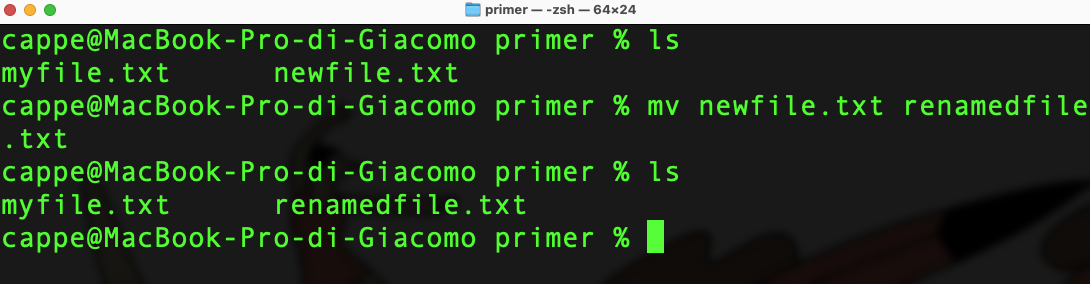 primer — -zsh — 64×24
cappe@MacBook-Pro-di-Giacomo primer % ls
myfile.txt      newfile.txt
cappe@MacBook-Pro-di-Giacomo primer % mv newfile.txt renamedfile
.txt
cappe@MacBook-Pro-di-Giacomo primer % ls
myfile.txt      renamedfile.txt
cappe@MacBook-Pro-di-Giacomo primer %